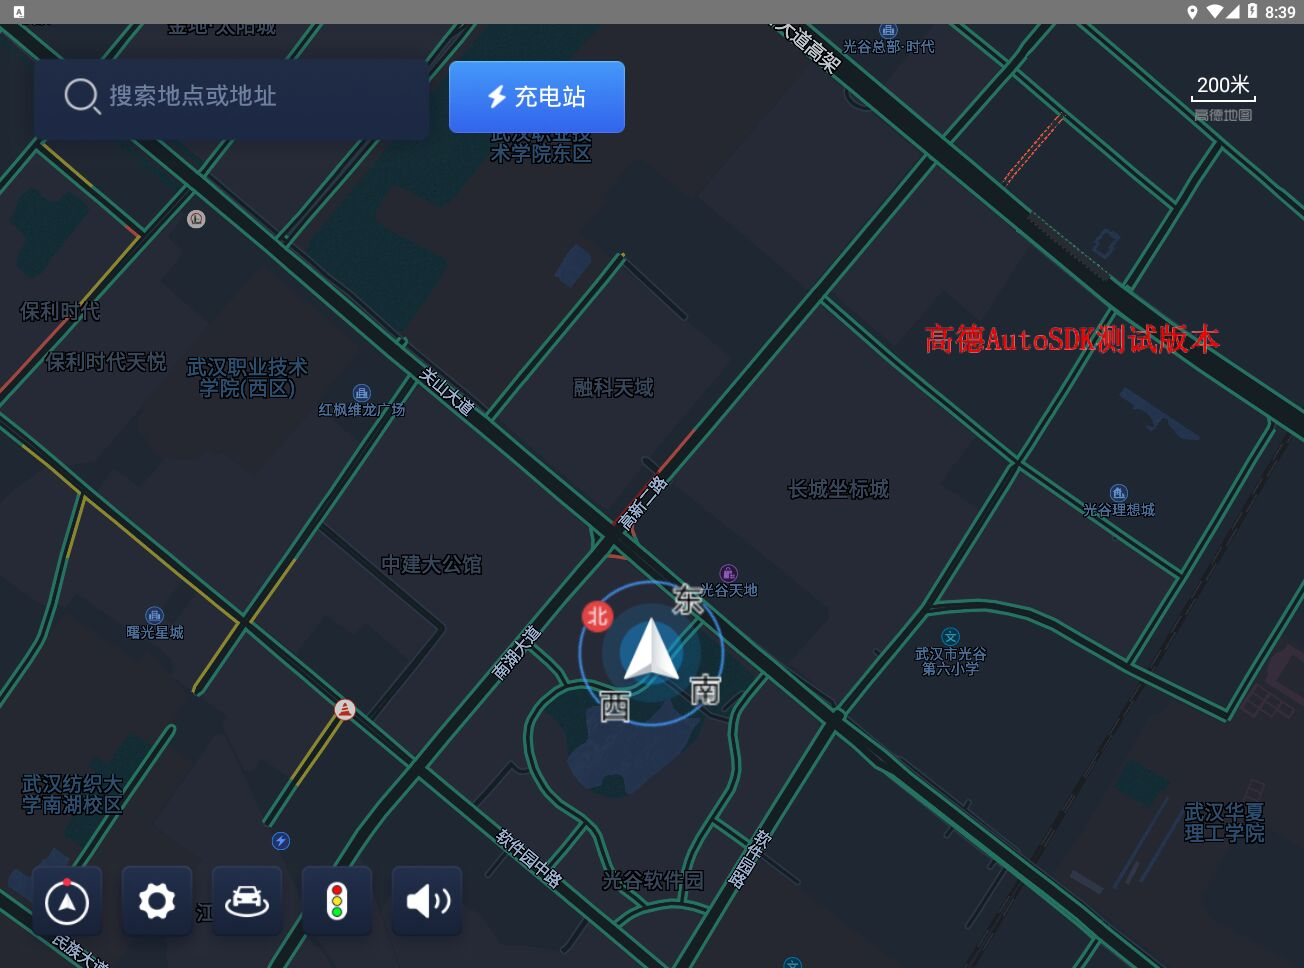 A
8:39
金地·太阳城
大道高架
光谷总部·时代
搜索地点或地址
充电站
200米
高德地图
武汉职业技
术学院东区
保利时代
保利时代天悦
武汉职业技术
学院(西区)
红枫维龙广场
关山大道
融科天域
高德AutoSDK测试版本
长城坐标城
高新二路
光谷理想城
中建大公馆
光谷天地
曙光星城
北
东
南
西
南湖大道
文
武汉市光谷
第六小学
武汉纺织大
学南湖校区
软件园中路
软件园路
光谷软件园
武汉华夏
理工学院
江
民族大道
文